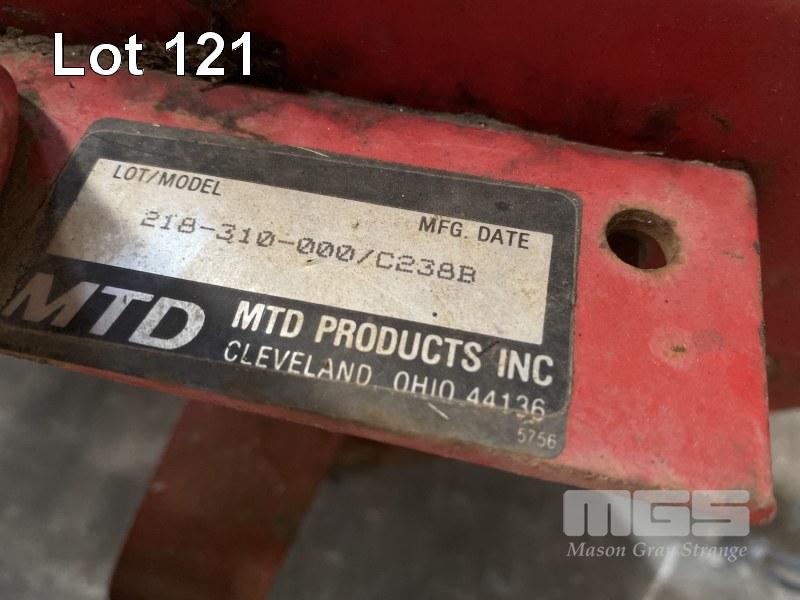 Lot 121
LOT/MODEL
MFG. DATE
218-310-000/C238B
MTD
MTD PRODUCTS INC
CLEVELAND, OHIO 44136
5756
MGS
Mason Gray Strange